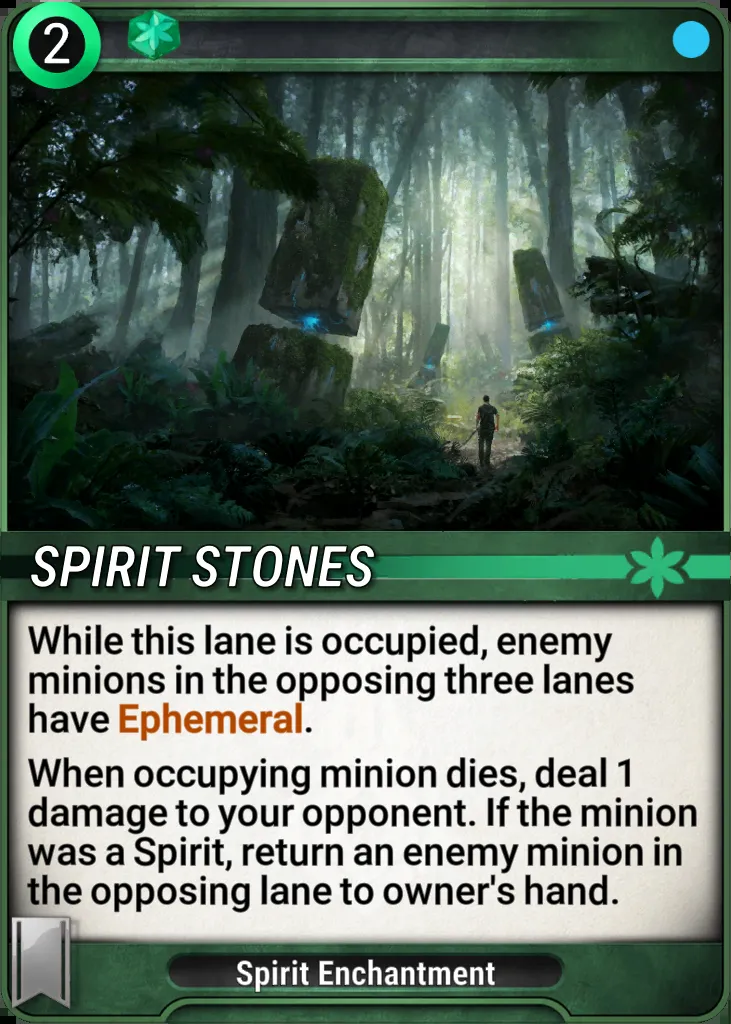 2
SPIRIT STONES
While this lane is occupied, enemy
minions in the opposing three lanes
have Ephemeral.
When occupying minion dies, deal 1
damage to your opponent. If the minion
was a Spirit, return an enemy minion in
the opposing lane to owner's hand.
Spirit Enchantment